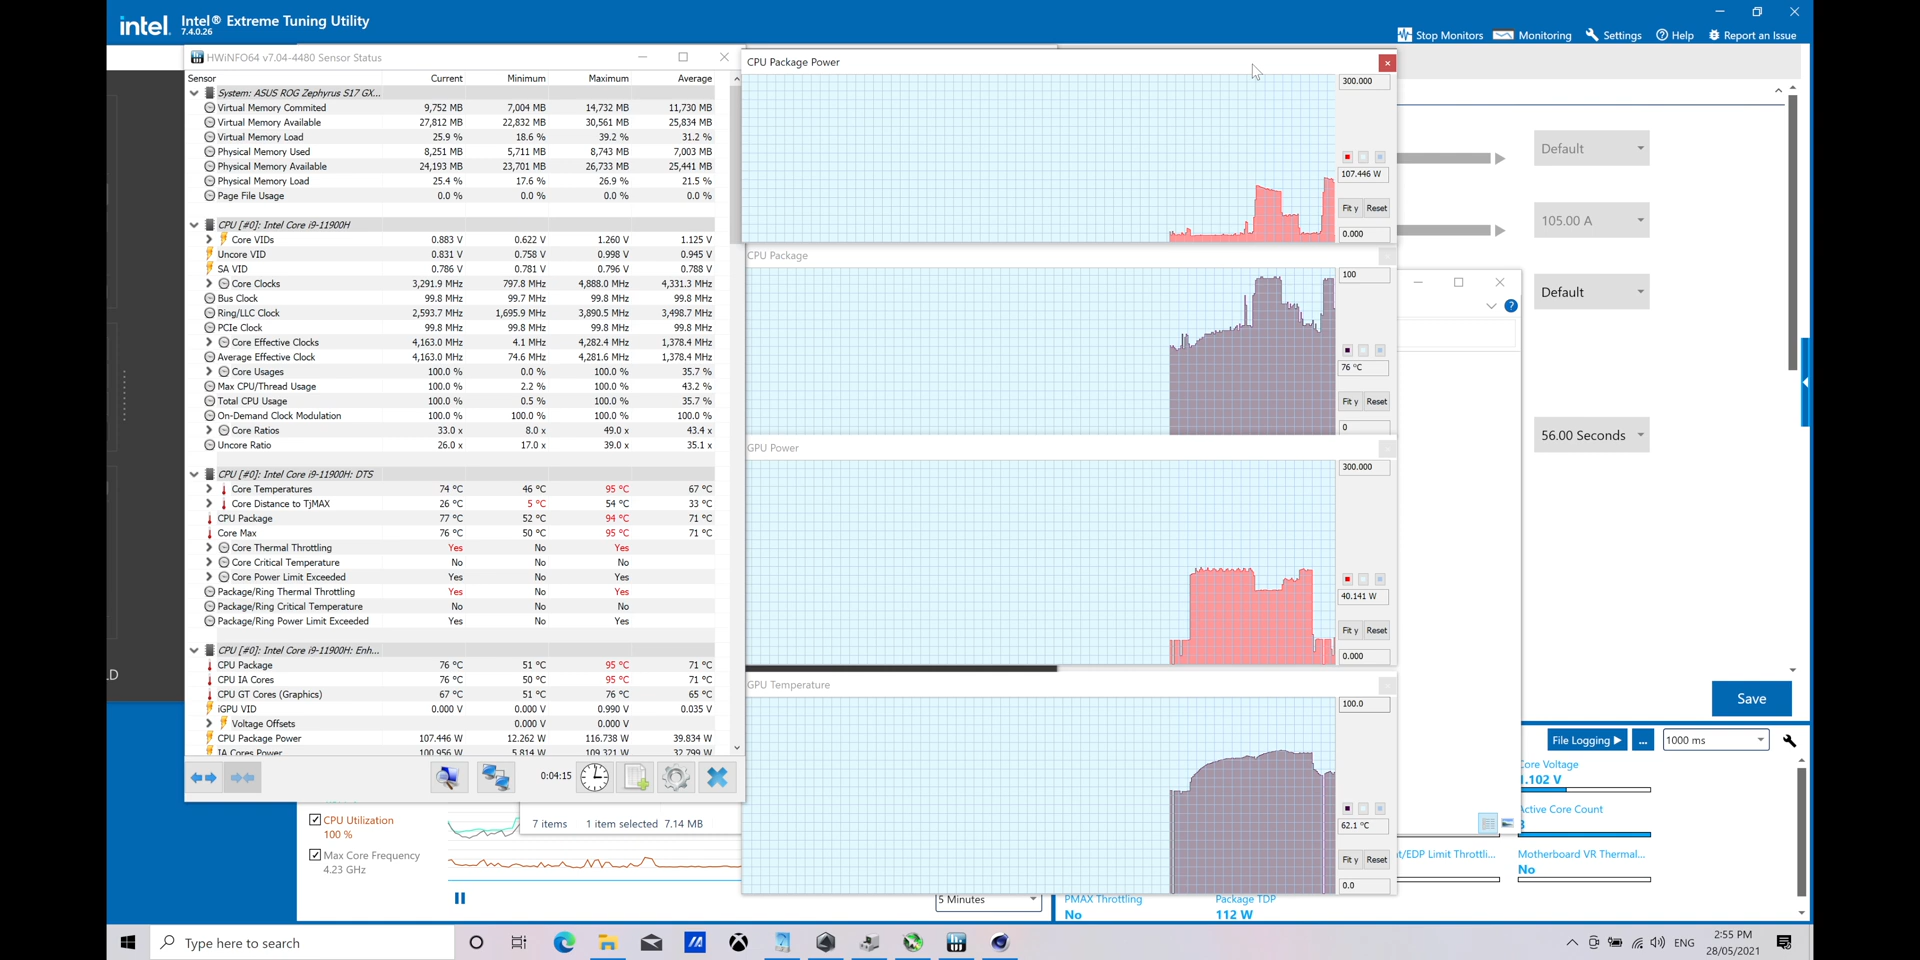 intel. Intel® Extreme Tuning Utility
7.4.0.26
Stop Monitors Monitoring Settings Help Report an Issue
HWiNFO64 v7.04-4480 Sensor Status
Sensor Current Minimum Maximum Average
System: ASUS ROG Zephyrus S17 GX...
Virtual Memory Commited 9,752 MB 7,004 MB 14,732 MB 11,730 MB
Virtual Memory Available 27,812 MB 22,832 MB 30,561 MB 25,834 MB
Virtual Memory Load 25.9 % 18.6 % 39.2 % 31.2 %
Physical Memory Used 8,251 MB 5,711 MB 8,743 MB 7,003 MB
Physical Memory Available 24,193 MB 23,701 MB 26,733 MB 25,441 MB
Physical Memory Load 25.4 % 17.6 % 26.9 % 21.5 %
Page File Usage 0.0 % 0.0 % 0.0 % 0.0 %
CPU [#0]: Intel Core i9-11900H
Core VIDs 0.883 V 0.622 V 1.260 V 1.125 V
Uncore VID 0.831 V 0.758 V 0.998 V 0.945 V
SA VID 0.786 V 0.781 V 0.796 V 0.788 V
Core Clocks 3,291.9 MHz 797.8 MHz 4,888.0 MHz 4,331.3 MHz
Bus Clock 99.8 MHz 99.7 MHz 99.8 MHz 99.8 MHz
Ring/LLC Clock 2,593.7 MHz 1,695.9 MHz 3,890.5 MHz 3,498.7 MHz
PCIe Clock 99.8 MHz 99.8 MHz 99.8 MHz 99.8 MHz
Core Effective Clocks 4,163.0 MHz 4.1 MHz 4,282.4 MHz 1,378.4 MHz
Average Effective Clock 4,163.0 MHz 74.6 MHz 4,281.6 MHz 1,378.4 MHz
Core Usages 100.0 % 0.0 % 100.0 % 35.7 %
Max CPU/Thread Usage 100.0 % 2.2 % 100.0 % 43.2 %
Total CPU Usage 100.0 % 0.5 % 100.0 % 35.7 %
On-Demand Clock Modulation 100.0 % 100.0 % 100.0 % 100.0 %
Core Ratios 33.0 x 8.0 x 49.0 x 43.4 x
Uncore Ratio 26.0 x 17.0 x 39.0 x 35.1 x
CPU [#0]: Intel Core i9-11900H: DTS
Core Temperatures 74 °C 46 °C 95 °C 67 °C
Core Distance to TjMAX 26 °C 5 °C 54 °C 33 °C
CPU Package 77 °C 52 °C 94 °C 71 °C
Core Max 76 °C 50 °C 95 °C 71 °C
Core Thermal Throttling Yes No Yes
Core Critical Temperature No No No
Core Power Limit Exceeded Yes No Yes
Package/Ring Thermal Throttling Yes No Yes
Package/Ring Critical Temperature No No No
Package/Ring Power Limit Exceeded Yes No Yes
CPU [#0]: Intel Core i9-11900H: Enh...
CPU Package 76 °C 51 °C 95 °C 71 °C
CPU IA Cores 76 °C 50 °C 95 °C 71 °C
CPU GT Cores (Graphics) 67 °C 51 °C 76 °C 65 °C
iGPU VID 0.000 V 0.000 V 0.990 V 0.035 V
Voltage Offsets 0.000 V 0.000 V
CPU Package Power 107.446 W 12.262 W 116.738 W 39.834 W
IA Cores Power 100.956 W 5.814 W 109.321 W 32.799 W
0:04:15
CPU Package Power
300.000
107.446 W
Fit y Reset
0.000
CPU Package
100
76 °C
Fit y Reset
0
GPU Power
300.000
40.141 W
Fit y Reset
0.000
GPU Temperature
100.0
62.1 °C
Fit y Reset
0.0
Default
105.00 A
Default
56.00 Seconds
Save
File Logging ... 1000 ms
Core Voltage
1.102 V
Active Core Count
t/EDP Limit Throttli... Motherboard VR Thermal...
No
LD
7 items 1 item selected 7.14 MB
CPU Utilization
100 %
Max Core Frequency
4.23 GHz
5 Minutes
PMAX Throttling Package TDP
No 112 W
Type here to search
ENG 2:55 PM
28/05/2021